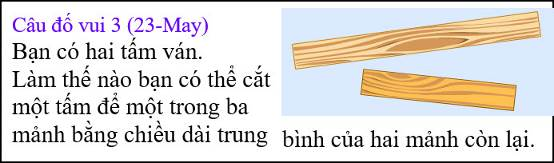 Câu đố vui 3 (23-May)
Bạn có hai tấm ván.
Làm thế nào bạn có thể cắt
một tấm để một trong ba
mảnh bằng chiều dài trung bình của hai mảnh còn lại.